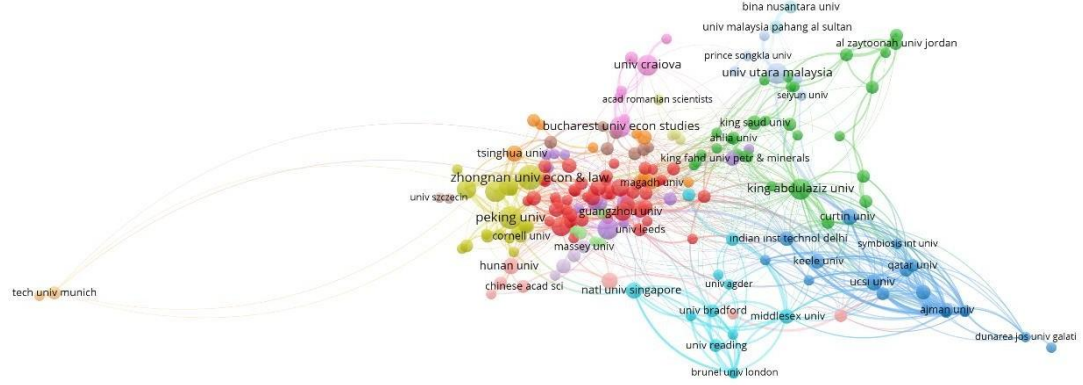 bina nusantara univ
univ malaysia pahang al sultan
al zaytoonah univ jordan
prince songkla univ
univ craiova
univ utara malaysia
seiyun univ
acad romanian scientists
king saud univ
bucharest univ econ studies
ahlia univ
tsinghua univ
king fahd univ petr & minerals
zhongnan univ econ & law
magadh univ
king abdulaziz univ
univ szczecin
peking univ
guangzhou univ
curtin univ
univ leeds
cornell univ
massey univ
indian inst technol delhi
symbiosis int univ
keele univ
hunan univ
qatar univ
chinese acad sci
natl univ singapore
univ agder
ucsi univ
tech univ munich
univ bradford
middlesex univ
ajman univ
dunarea jos univ galati
univ reading
brunel univ london